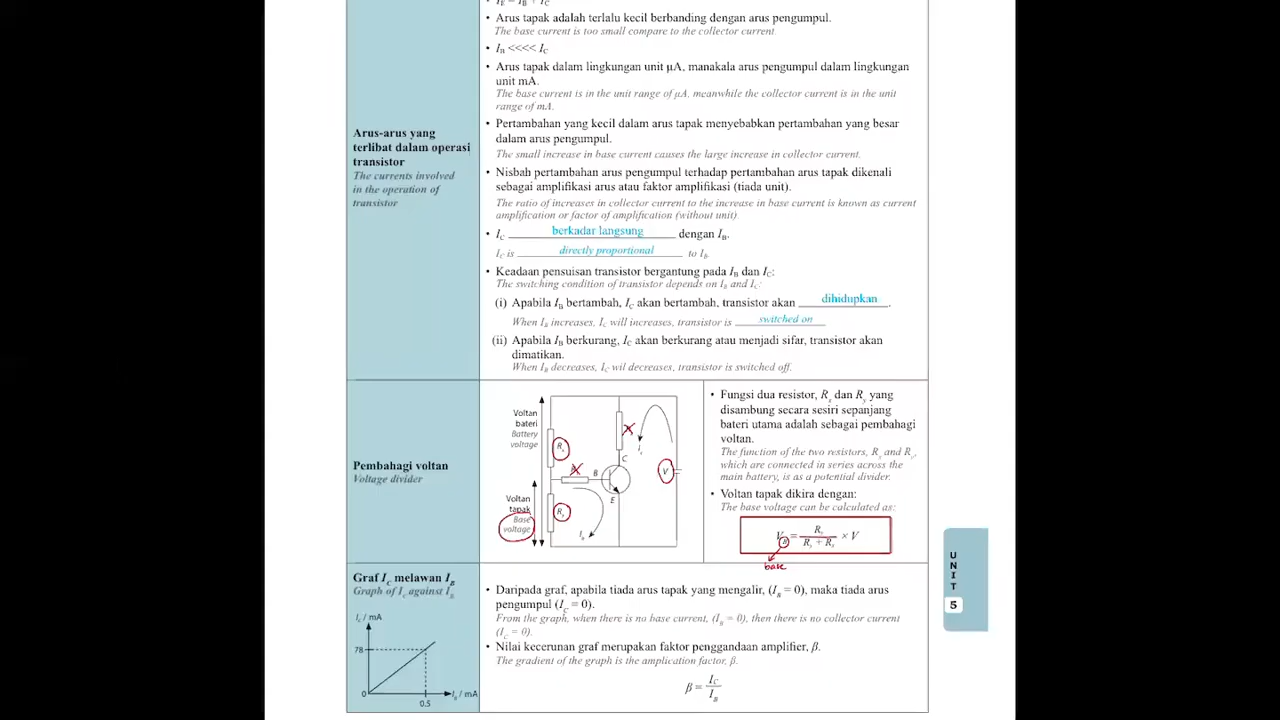 • I_E = I_B + I_C
• Arus tapak adalah terlalu kecil berbanding dengan arus pengumpul.
The base current is too small compare to the collector current
• I_B <<<< I_C
• Arus tapak dalam lingkungan unit µA, manakala arus pengumpul dalam lingkungan
unit mA.
The base current is in the unit range of µA, meanwhile the collector current is in the unit
range of mA.
• Pertambahan yang kecil dalam arus tapak menyebabkan pertambahan yang besar
dalam arus pengumpul.
The small increase in base current causes the large increase in collector current.
Arus-arus yang
terlibat dalam operasi
transistor
The currents involved
in the operation of
transistor
• Nisbah pertambahan arus pengumpul terhadap pertambahan arus tapak dikenali
sebagai amplifikasi arus atau faktor amplifikasi (tiada unit).
The ratio of increases in collector current to the increase in base current is known as current
amplification or factor of amplification (without unit).
• I_C berkadar langsung dengan I_B.
I_C is directly proportional to I_B.
• Keadaan pensuisan transistor bergantung pada I_B dan I_C:
The switching condition of transistor depends on I_B and I_C:
(i) Apabila I_B bertambah, I_C akan bertambah, transistor akan dihidupkan.
When I_B increases, I_C will increases, transistor is switched on
(ii) Apabila I_B berkurang, I_C akan berkurang atau menjadi sifar, transistor akan
dimatikan.
When I_B decreases, I_C wil decreases, transistor is switched off.
Pembahagi voltan
Voltage divider
Voltan
bateri
Battery
voltage
Voltan
tapak
Base
voltage
R_x
R_y
B
C
E
I_c
I_B
V
• Fungsi dua resistor, R_x dan R_y yang
disambung secara sesiri sepanjang
bateri utama adalah sebagai pembahagi
voltan.
The function of the two resistors, R_x and R_y,
which are connected in series across the
main battery, is as a potential divider.
• Voltan tapak dikira dengan:
The base voltage can be calculated as:
V_B = R_y / (R_x + R_y) × V
base
UNIT
5
Graf I_C melawan I_B
Graph of I_C against I_B
I_C / mA
78
0
0.5
I_B / mA
• Daripada graf, apabila tiada arus tapak yang mengalir, (I_B = 0), maka tiada arus
pengumpul (I_C = 0).
From the graph, when there is no base current, (I_B = 0), then there is no collector current
(I_C = 0).
• Nilai kecerunan graf merupakan faktor penggandaan amplifier, β.
The gradient of the graph is the amplication factor, β.
β = I_C / I_B